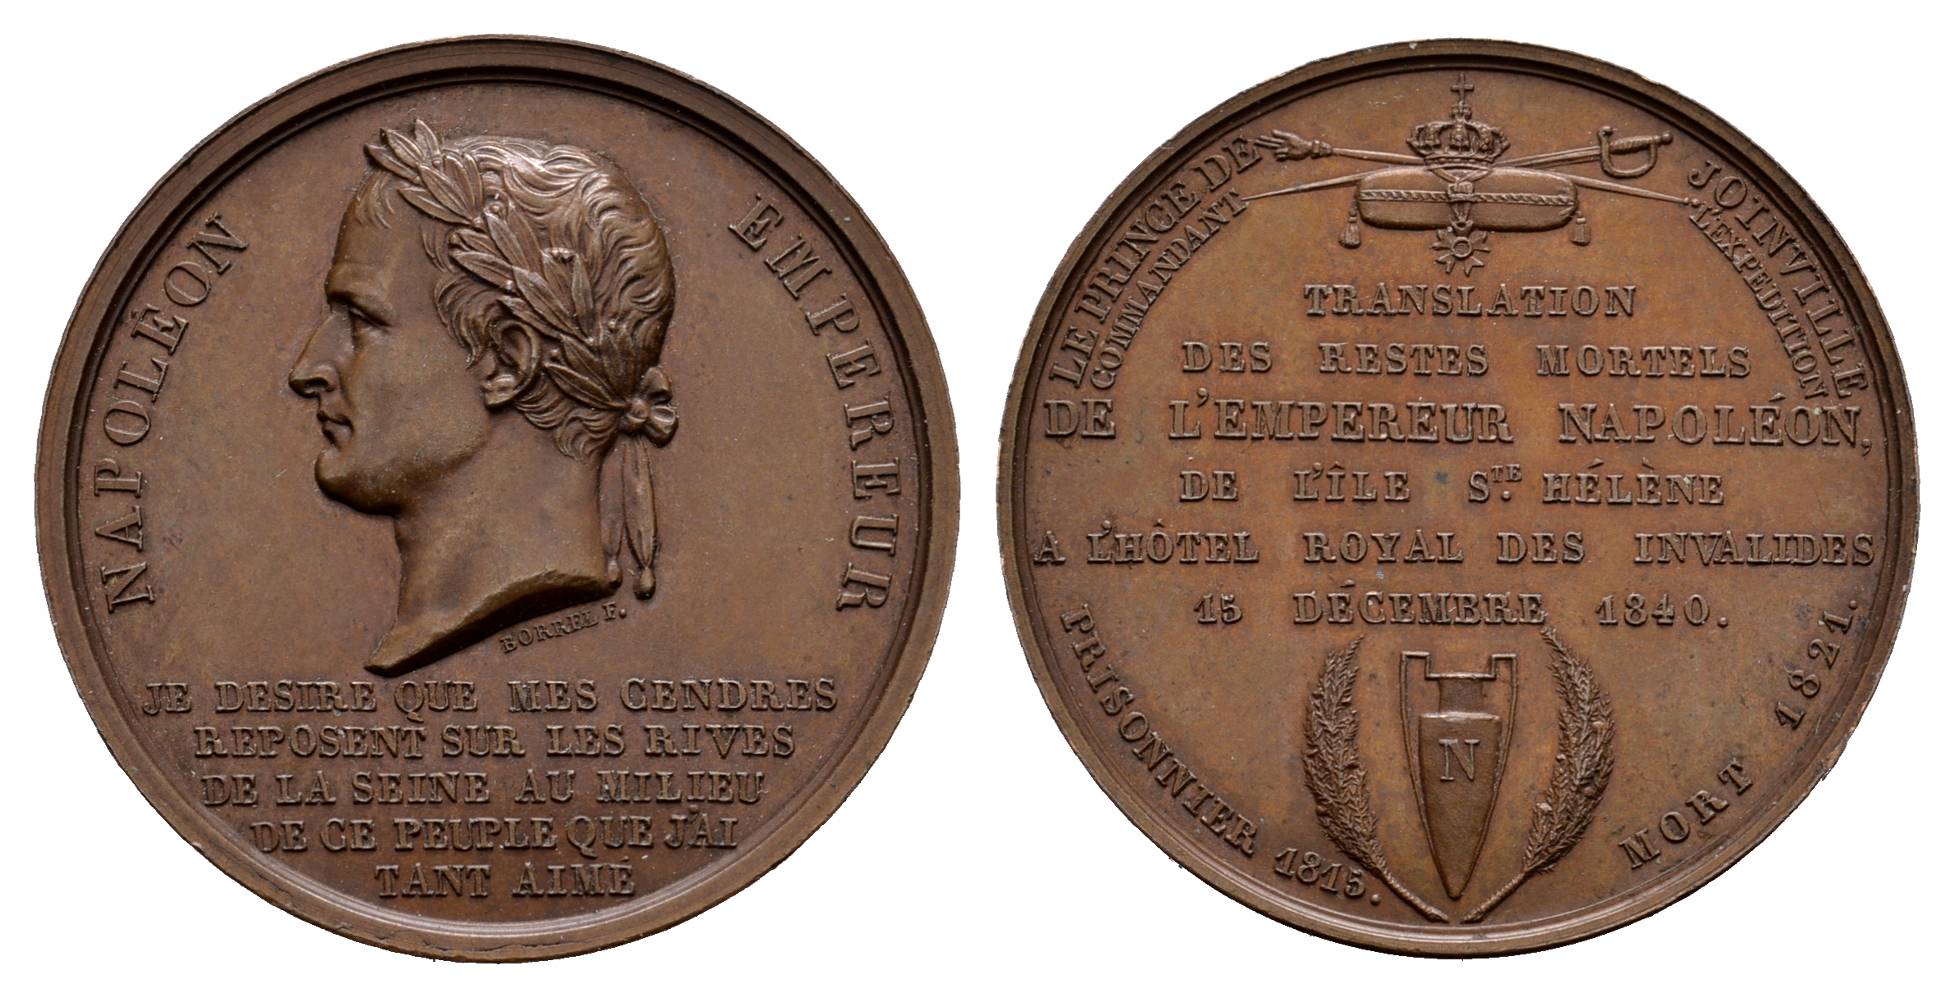 NAPOLÉON EMPEREUR
BORREL F.
JE DESIRE QUE MES CENDRES
REPOSENT SUR LES RIVES
DE LA SEINE AU MILIEU
DE CE PEUPLE QUE J'AI
TANT AIMÉ
LE PRINCE DE JOINVILLE
COMMANDANT L'EXPEDITION
TRANSLATION
DES RESTES MORTELS
DE L'EMPEREUR NAPOLÉON,
DE L'ÎLE STE. HÉLÈNE
A L'HÔTEL ROYAL DES INVALIDES
15 DÉCEMBRE 1840.
N
PRISONNIER 1815. MORT 1821.